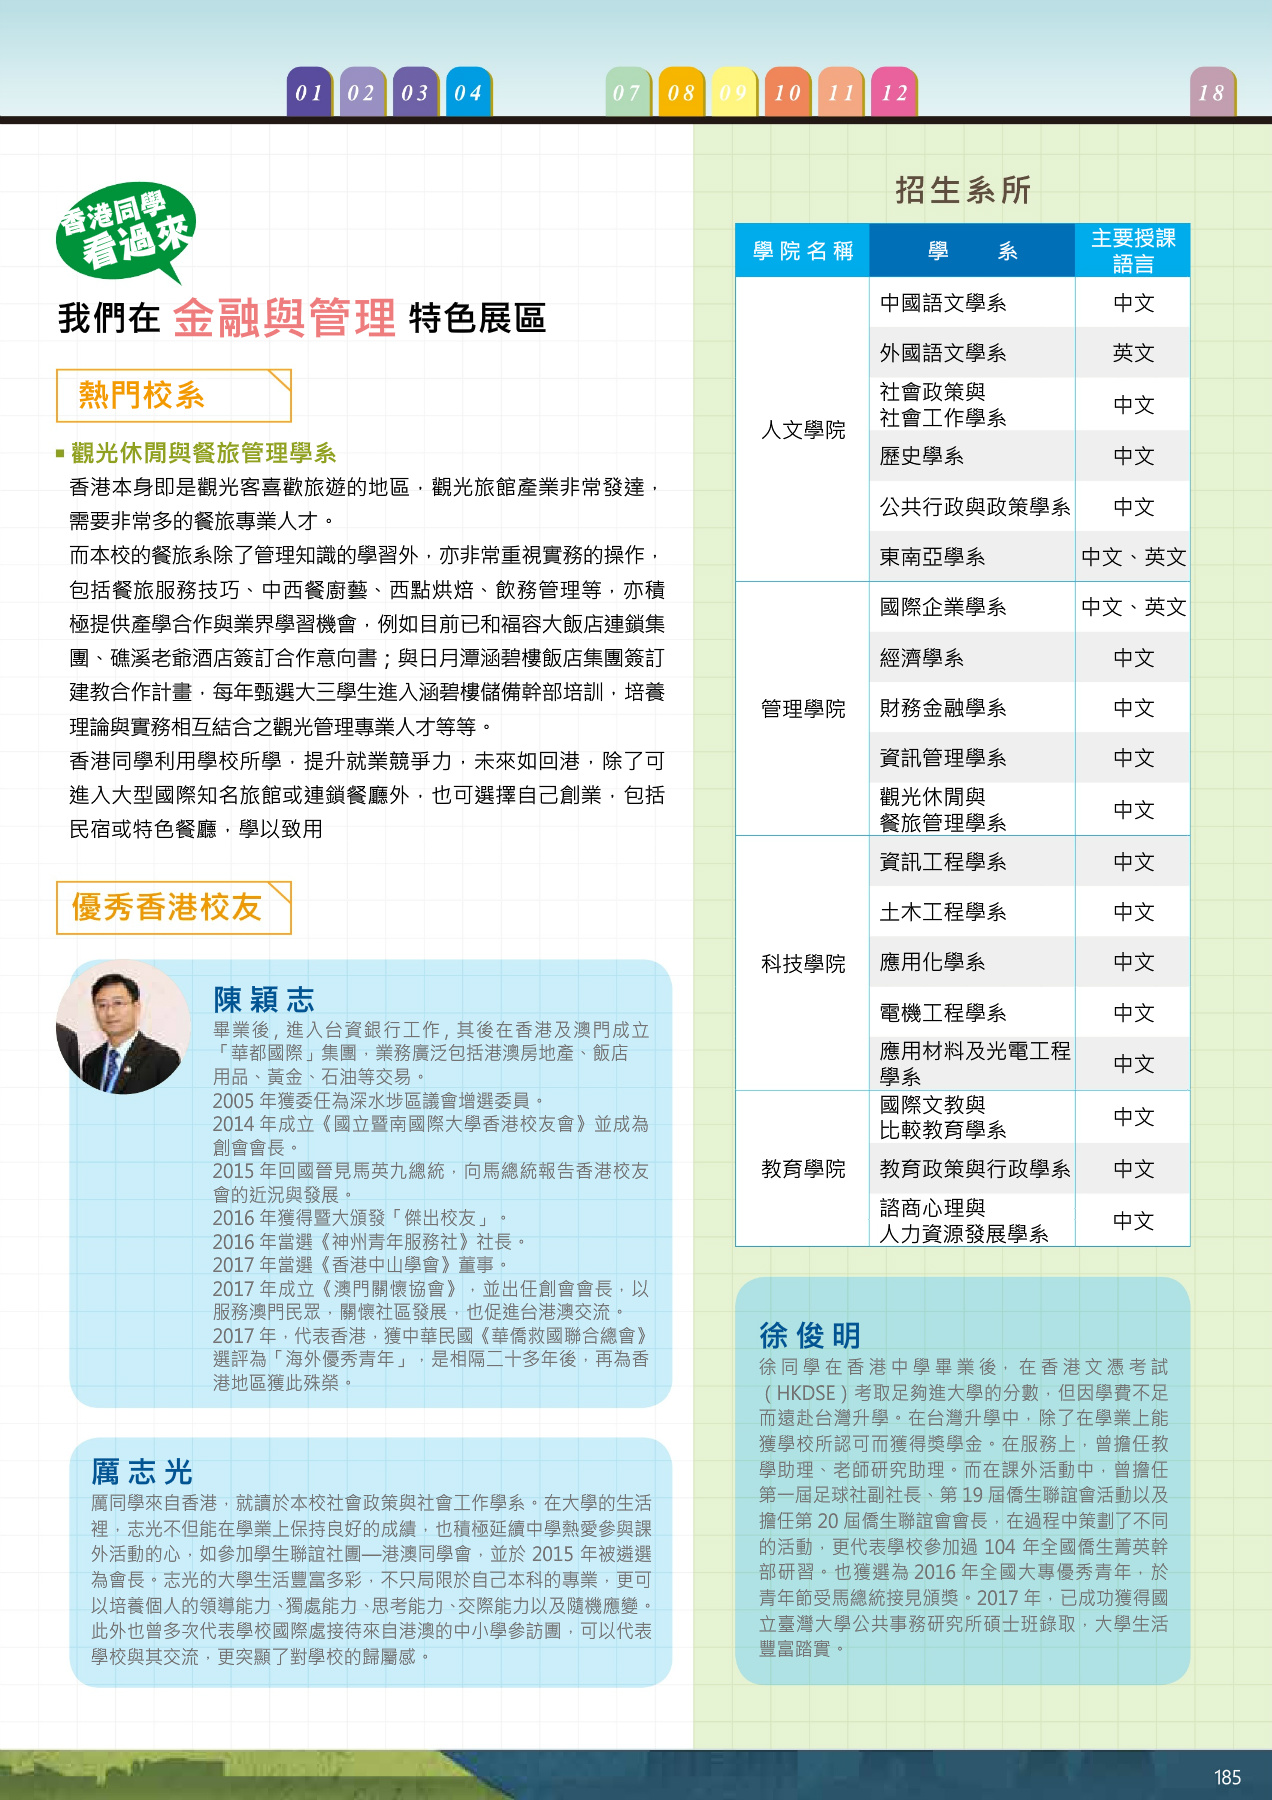 01 02 03 04 07 08 09 10 11 12 18
香港同學
看過來
我們在 金融與管理 特色展區
熱門校系
觀光休閒與餐旅管理學系
香港本身即是觀光客喜歡旅遊的地區，觀光旅館產業非常發達，
需要非常多的餐旅專業人才。
而本校的餐旅系除了管理知識的學習外，亦非常重視實務的操作，
包括餐旅服務技巧、中西餐廚藝、西點烘焙、飲務管理等，亦積
極提供產學合作與業界學習機會，例如目前已和福容大飯店連鎖集
團、礁溪老爺酒店簽訂合作意向書；與日月潭涵碧樓飯店集團簽訂
建教合作計畫，每年甄選大三學生進入涵碧樓儲備幹部培訓，培養
理論與實務相互結合之觀光管理專業人才等等。
香港同學利用學校所學，提升就業競爭力，未來如回港，除了可
進入大型國際知名旅館或連鎖餐廳外，也可選擇自己創業，包括
民宿或特色餐廳，學以致用
優秀香港校友
陳穎志
畢業後，進入台資銀行工作，其後在香港及澳門成立
「華都國際」集團，業務廣泛包括港澳房地產、飯店
用品、黃金、石油等交易。
2005 年獲委任為深水埗區議會增選委員。
2014 年成立《國立暨南國際大學香港校友會》並成為
創會會長。
2015 年回國晉見馬英九總統，向馬總統報告香港校友
會的近況與發展。
2016 年獲得暨大頒發「傑出校友」。
2016 年當選《神州青年服務社》社長。
2017 年當選《香港中山學會》董事。
2017 年成立《澳門關懷協會》，並出任創會會長，以
服務澳門民眾，關懷社區發展，也促進台港澳交流。
2017 年，代表香港，獲中華民國《華僑救國聯合總會》
選評為「海外優秀青年」，是相隔二十多年後，再為香
港地區獲此殊榮。
厲志光
厲同學來自香港，就讀於本校社會政策與社會工作學系。在大學的生活
裡，志光不但能在學業上保持良好的成績，也積極延續中學熱愛參與課
外活動的心，如參加學生聯誼社團—港澳同學會，並於 2015 年被遴選
為會長。志光的大學生活豐富多彩，不只局限於自己本科的專業，更可
以培養個人的領導能力、獨處能力、思考能力、交際能力以及隨機應變。
此外也曾多次代表學校國際處接待來自港澳的中小學參訪團，可以代表
學校與其交流，更突顯了對學校的歸屬感。
招生系所
學院名稱 學系 主要授課
語言
人文學院
中國語文學系 中文
外國語文學系 英文
社會政策與
社會工作學系 中文
歷史學系 中文
公共行政與政策學系 中文
東南亞學系 中文、英文
管理學院
國際企業學系 中文、英文
經濟學系 中文
財務金融學系 中文
資訊管理學系 中文
觀光休閒與
餐旅管理學系 中文
科技學院
資訊工程學系 中文
土木工程學系 中文
應用化學系 中文
電機工程學系 中文
應用材料及光電工程
學系 中文
教育學院
國際文教與
比較教育學系 中文
教育政策與行政學系 中文
諮商心理與
人力資源發展學系 中文
徐俊明
徐同學在香港中學畢業後，在香港文憑考試
（HKDSE）考取足夠進大學的分數，但因學費不足
而遠赴台灣升學。在台灣升學中，除了在學業上能
獲學校所認可而獲得獎學金。在服務上，曾擔任教
學助理、老師研究助理。而在課外活動中，曾擔任
第一屆足球社副社長、第 19 屆僑生聯誼會活動以及
擔任第 20 屆僑生聯誼會會長，在過程中策劃了不同
的活動，更代表學校參加過 104 年全國僑生菁英幹
部研習。也獲選為 2016 年全國大專優秀青年，於
青年節受馬總統接見頒獎。2017 年，已成功獲得國
立臺灣大學公共事務研究所碩士班錄取，大學生活
豐富踏實。
185